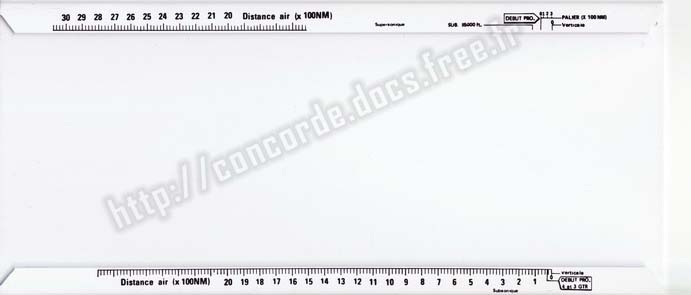 30 29 28 27 26 25 24 23 22 21 20 Distance air (x 100NM)
Supersonique
SUB. 35000 ft.
DEBUT PRO.
0 1 2 3
PALIER (X 100 NM)
0
Verticale
http://concorde.docs.free.fr
Distance air (x 100NM) 20 19 18 17 16 15 14 13 12 11 10 9 8 7 6 5 4 3 2 1
0
Verticale
DEBUT PLO.
4 et 3 GTR
Subsonique